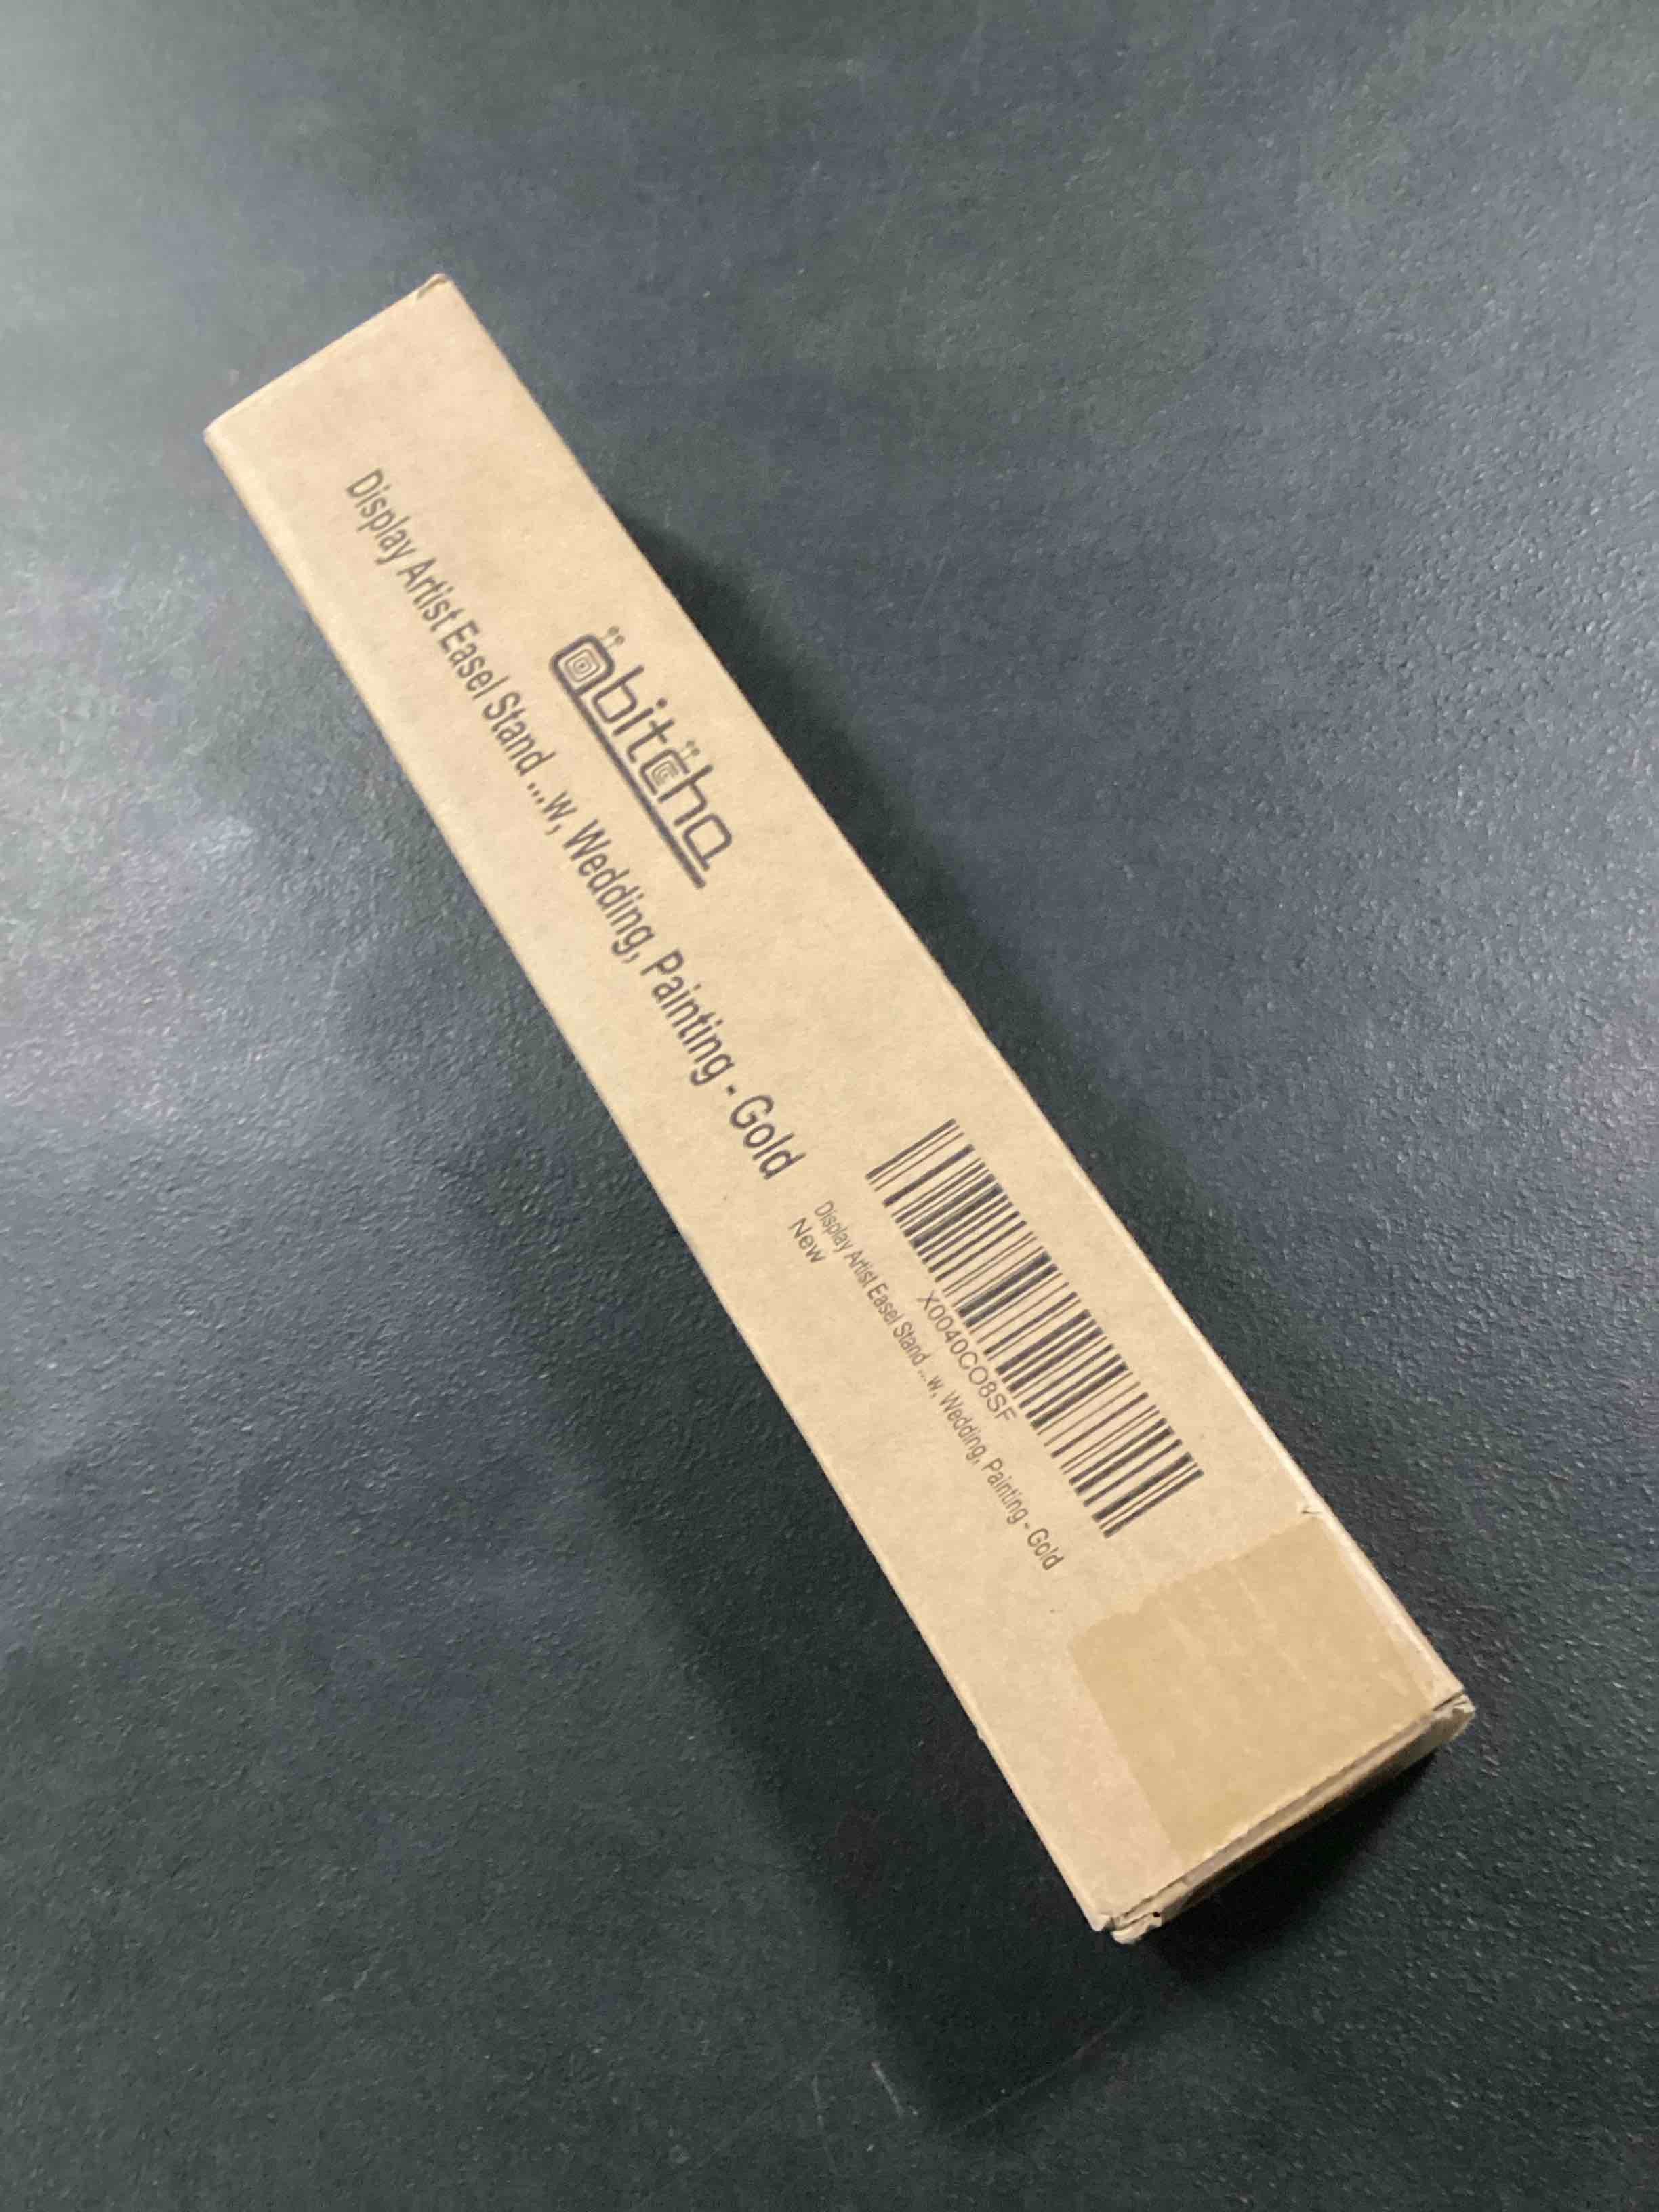 abitcha
Display Artist Easel Stand ...w, Wedding, Painting - Gold
X0040CO8SF
Display Artist Easel Stand ...w, Wedding, Painting - Gold
New